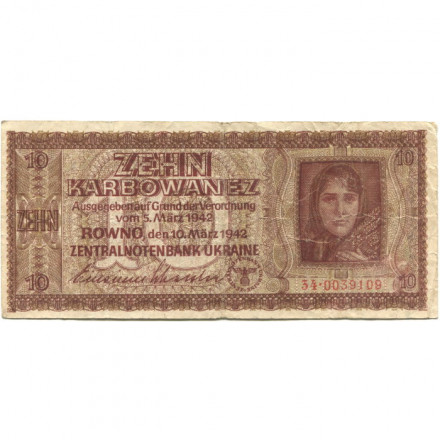 10 ZEHN 10
KARBOWANEZ
Ausgegeben auf Grund der Verordnung
vom 5. März 1942
ZEHN
ROWNO, den 10. März 1942
ZENTRALNOTENBANK UKRAINE
10
34·0039109
10